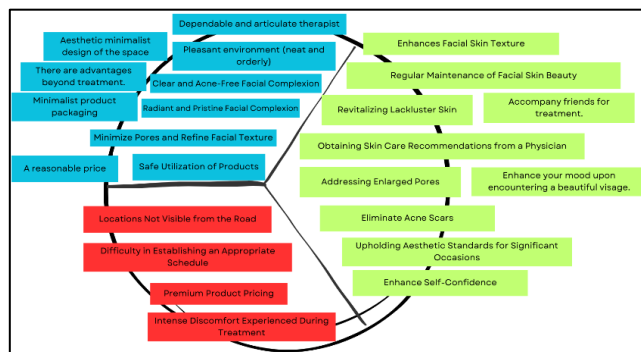 Dependable and articulate therapist
Aesthetic minimalist
design of the space
Pleasant environment (neat and
orderly)
There are advantages
beyond treatment.
Clear and Acne-Free Facial Complexion
Minimalist product
packaging
Radiant and Pristine Facial Complexion
Minimize Pores and Refine Facial Texture
A reasonable price
Safe Utilization of Products
Enhances Facial Skin Texture
Regular Maintenance of Facial Skin Beauty
Revitalizing Lackluster Skin
Accompany friends for
treatment.
Obtaining Skin Care Recommendations from a Physician
Addressing Enlarged Pores
Enhance your mood upon
encountering a beautiful visage.
Eliminate Acne Scars
Upholding Aesthetic Standards for Significant
Occasions
Enhance Self-Confidence
Locations Not Visible from the Road
Difficulty in Establishing an Appropriate
Schedule
Premium Product Pricing
Intense Discomfort Experienced During
Treatment